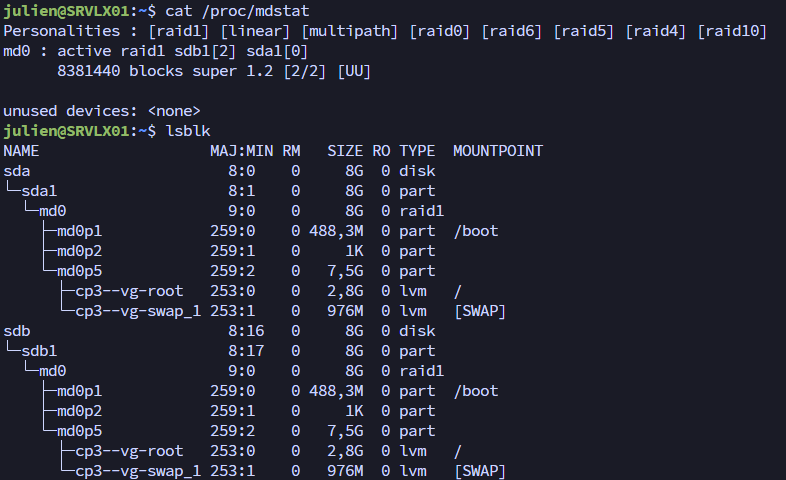 julien@SRVLX01:~$ cat /proc/mdstat
Personalities : [raid1] [linear] [multipath] [raid0] [raid6] [raid5] [raid4] [raid10]
md0 : active raid1 sdb1[2] sda1[0]
      8381440 blocks super 1.2 [2/2] [UU]

unused devices: <none>
julien@SRVLX01:~$ lsblk
NAME                   MAJ:MIN RM   SIZE RO TYPE  MOUNTPOINT
sda                      8:0    0     8G  0 disk
└─sda1                   8:1    0     8G  0 part
  └─md0                  9:0    0     8G  0 raid1
    ├─md0p1            259:0    0 488,3M  0 part  /boot
    ├─md0p2            259:1    0     1K  0 part
    └─md0p5            259:2    0   7,5G  0 part
      ├─cp3--vg-root   253:0    0   2,8G  0 lvm   /
      └─cp3--vg-swap_1 253:1    0   976M  0 lvm   [SWAP]
sdb                      8:16   0     8G  0 disk
└─sdb1                   8:17   0     8G  0 part
  └─md0                  9:0    0     8G  0 raid1
    ├─md0p1            259:0    0 488,3M  0 part  /boot
    ├─md0p2            259:1    0     1K  0 part
    └─md0p5            259:2    0   7,5G  0 part
      ├─cp3--vg-root   253:0    0   2,8G  0 lvm   /
      └─cp3--vg-swap_1 253:1    0   976M  0 lvm   [SWAP]